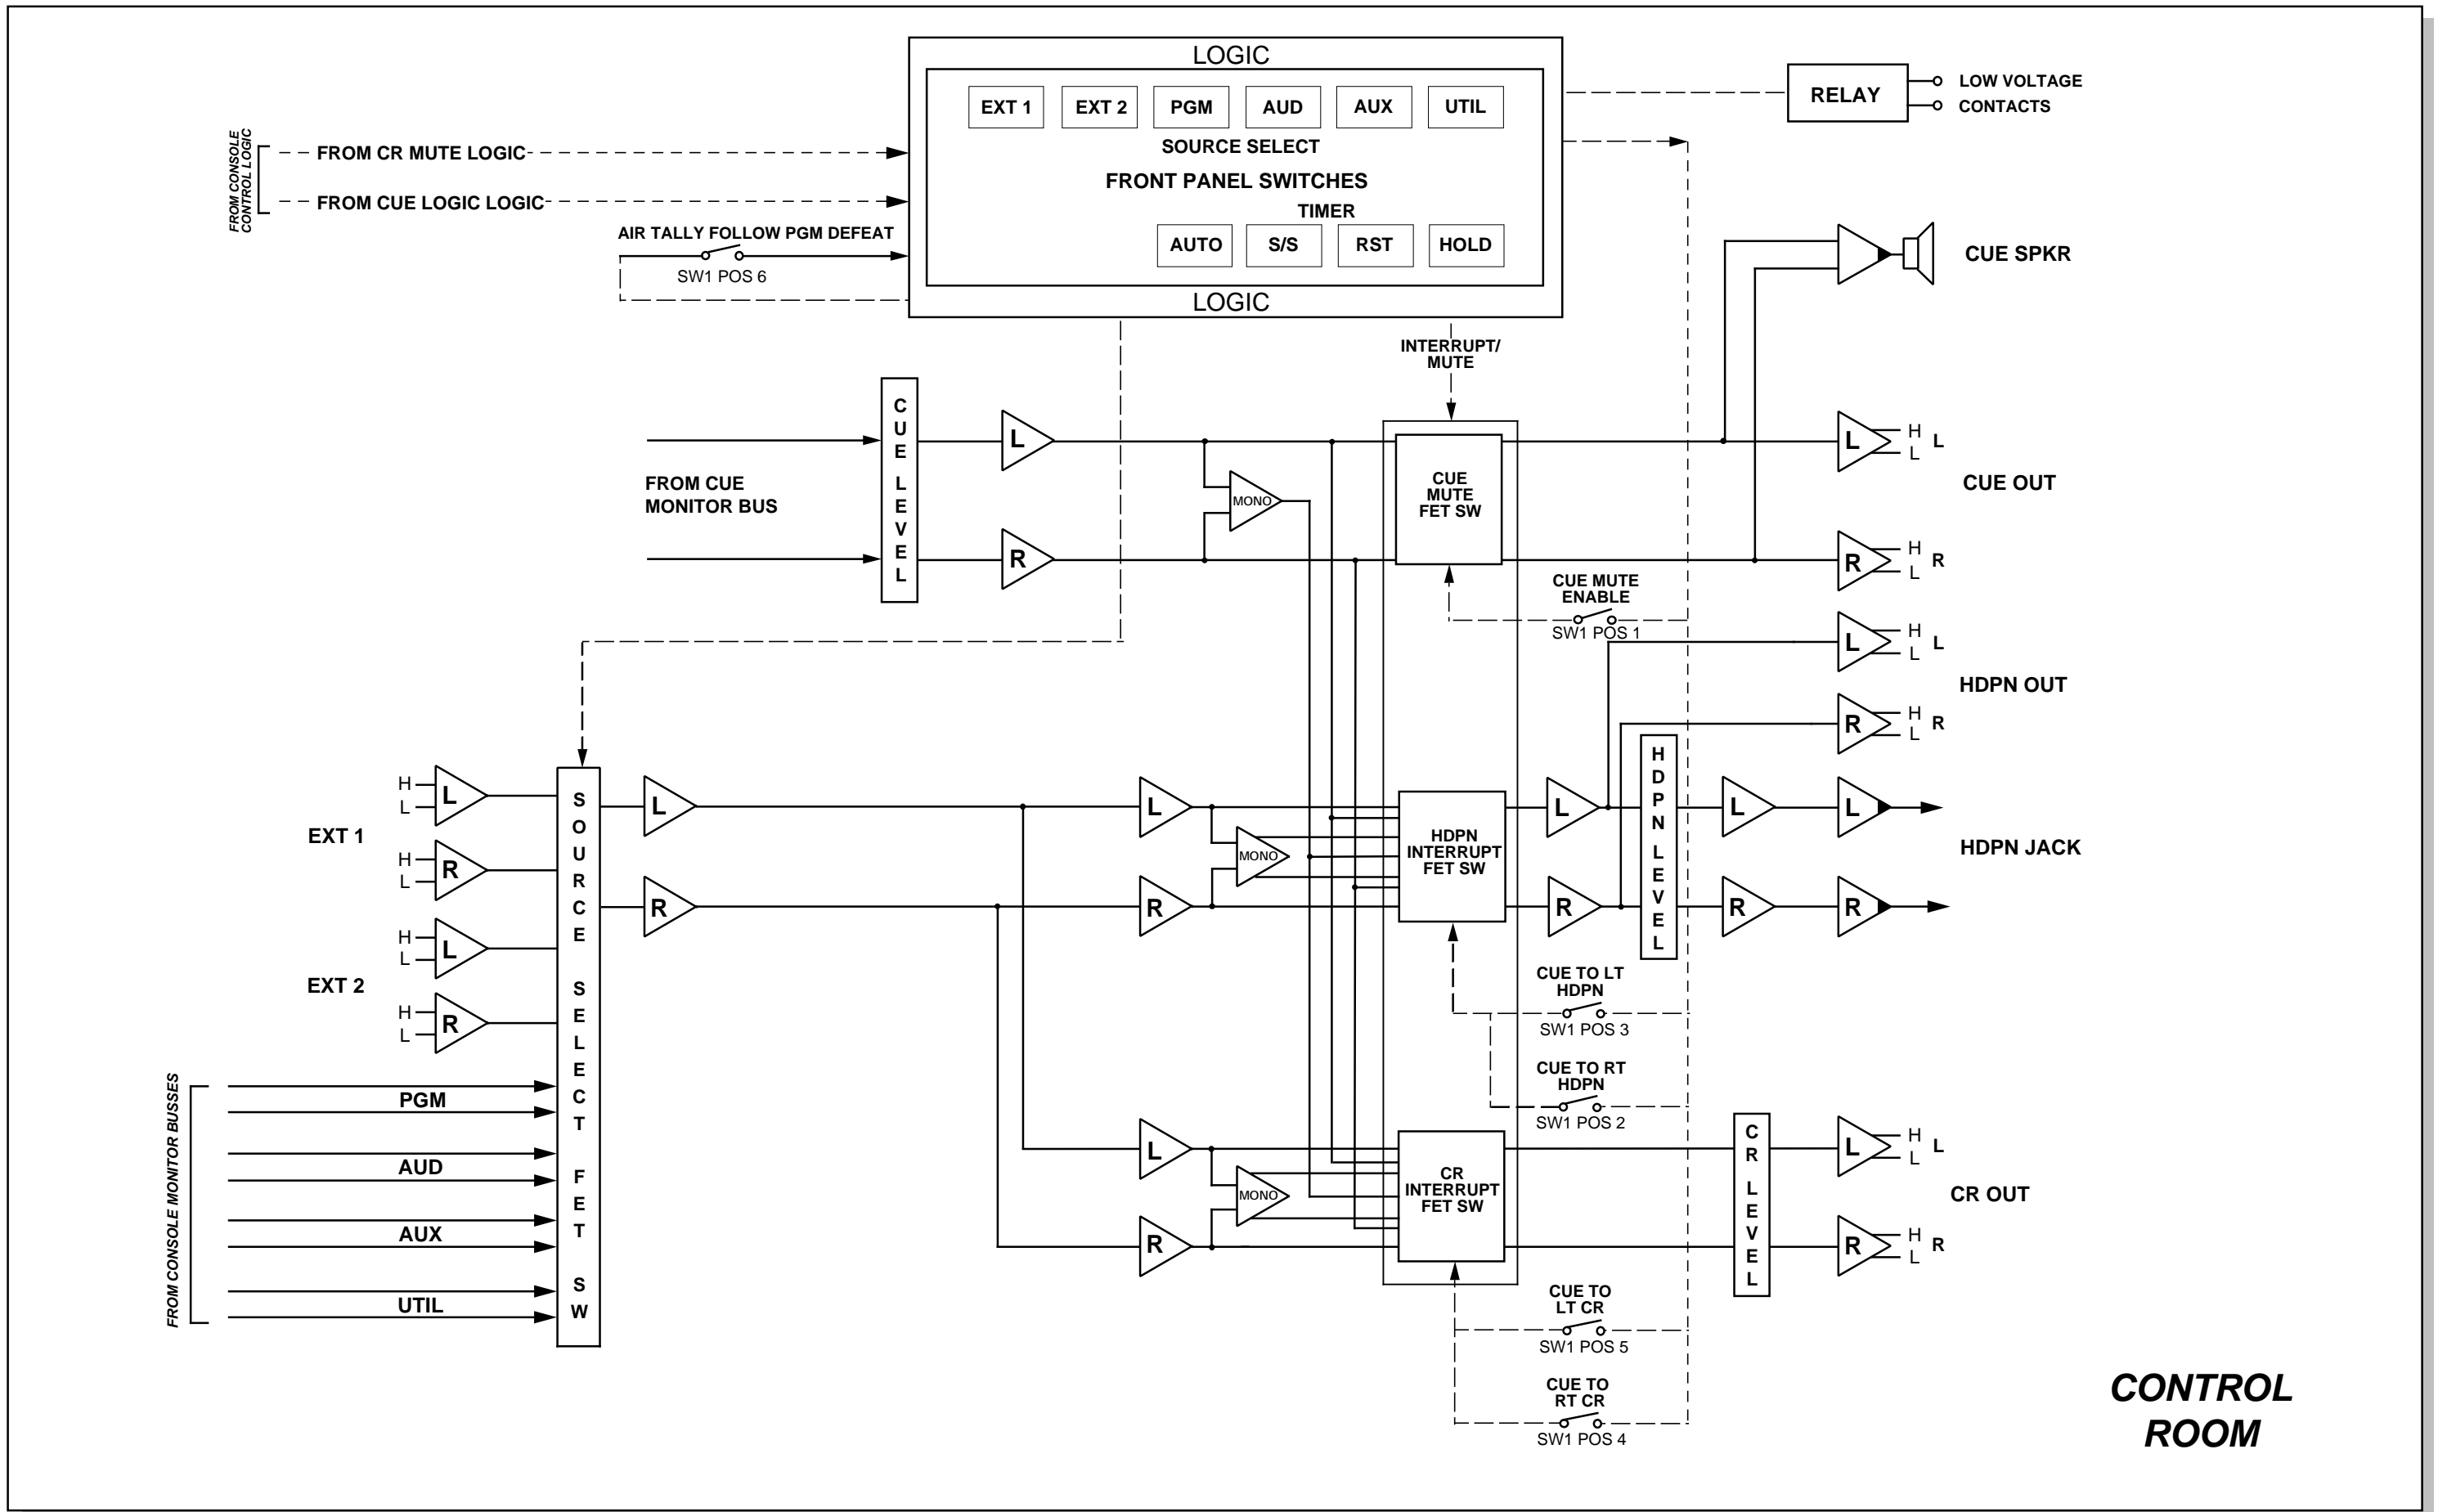 LOGIC
EXT 1 EXT 2 PGM AUD AUX UTIL
SOURCE SELECT
FRONT PANEL SWITCHES
TIMER
AUTO S/S RST HOLD
LOGIC
RELAY
LOW VOLTAGE
CONTACTS
FROM CONSOLE
CONTROL LOGIC
FROM CR MUTE LOGIC
FROM CUE LOGIC LOGIC
AIR TALLY FOLLOW PGM DEFEAT
SW1 POS 6
CUE SPKR
INTERRUPT/
MUTE
FROM CUE
MONITOR BUS
CUE LEVEL
L
R
MONO
CUE
MUTE
FET SW
CUE MUTE
ENABLE
SW1 POS 1
L H L
L
CUE OUT
R H R
L
L H L
L
HDPN OUT
R H R
L
EXT 1
H L
L
H R
L
EXT 2
H L
L
H R
L
FROM CONSOLE MONITOR BUSSES
PGM
AUD
AUX
UTIL
SOURCE SELECT FET SW
L
R
L
MONO
R
HDPN
INTERRUPT
FET SW
L
R
HDPN LEVEL
L L
R R
HDPN JACK
CUE TO LT
HDPN
SW1 POS 3
CUE TO RT
HDPN
SW1 POS 2
L
MONO
R
CR
INTERRUPT
FET SW
CR LEVEL
L H L
L
CR OUT
R H R
L
CUE TO
LT CR
SW1 POS 5
CUE TO
RT CR
SW1 POS 4
CONTROL
ROOM